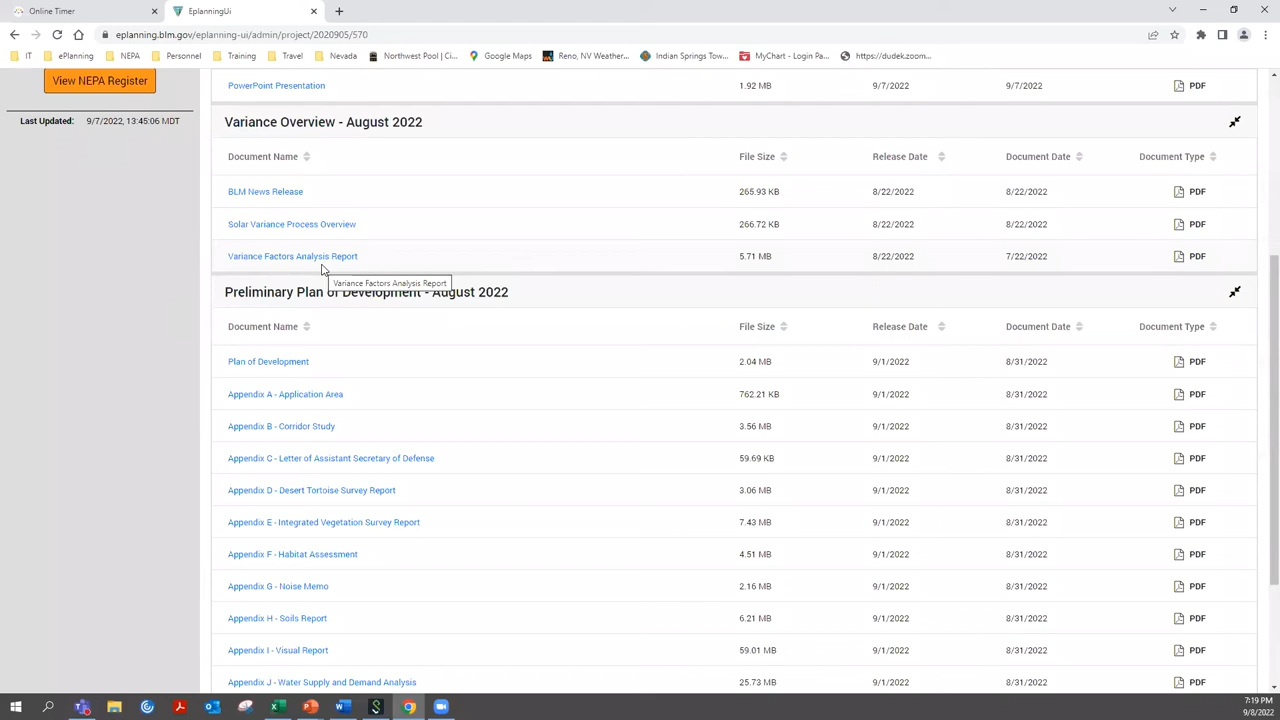 Online Timer
EplanningUi
eplanning.blm.gov/eplanning-ui/admin/project/2020905/570
IT ePlanning NEPA Personnel Training Travel Nevada Northwest Pool | Ci... Google Maps Reno, NV Weather... Indian Springs Tow... MyChart - Login Pa... https://dudek.zoom...
View NEPA Register
Last Updated: 9/7/2022, 13:45:06 MDT
PowerPoint Presentation 1.92 MB 9/7/2022 9/7/2022 PDF
Variance Overview - August 2022
Document Name File Size Release Date Document Date Document Type
BLM News Release 265.93 KB 8/22/2022 8/22/2022 PDF
Solar Variance Process Overview 266.72 KB 8/22/2022 8/22/2022 PDF
Variance Factors Analysis Report 5.71 MB 8/22/2022 7/22/2022 PDF
Variance Factors Analysis Report
Preliminary Plan of Development - August 2022
Document Name File Size Release Date Document Date Document Type
Plan of Development 2.04 MB 9/1/2022 8/31/2022 PDF
Appendix A - Application Area 762.21 KB 9/1/2022 8/31/2022 PDF
Appendix B - Corridor Study 3.56 MB 9/1/2022 8/31/2022 PDF
Appendix C - Letter of Assistant Secretary of Defense 59.69 KB 9/1/2022 8/31/2022 PDF
Appendix D - Desert Tortoise Survey Report 3.06 MB 9/1/2022 8/31/2022 PDF
Appendix E - Integrated Vegetation Survey Report 7.43 MB 9/1/2022 8/31/2022 PDF
Appendix F - Habitat Assessment 4.51 MB 9/1/2022 8/31/2022 PDF
Appendix G - Noise Memo 2.16 MB 9/1/2022 8/31/2022 PDF
Appendix H - Soils Report 6.21 MB 9/1/2022 8/31/2022 PDF
Appendix I - Visual Report 59.01 MB 9/1/2022 8/31/2022 PDF
Appendix J - Water Supply and Demand Analysis 25.73 MB 9/1/2022 8/31/2022 PDF
7:19 PM
9/8/2022